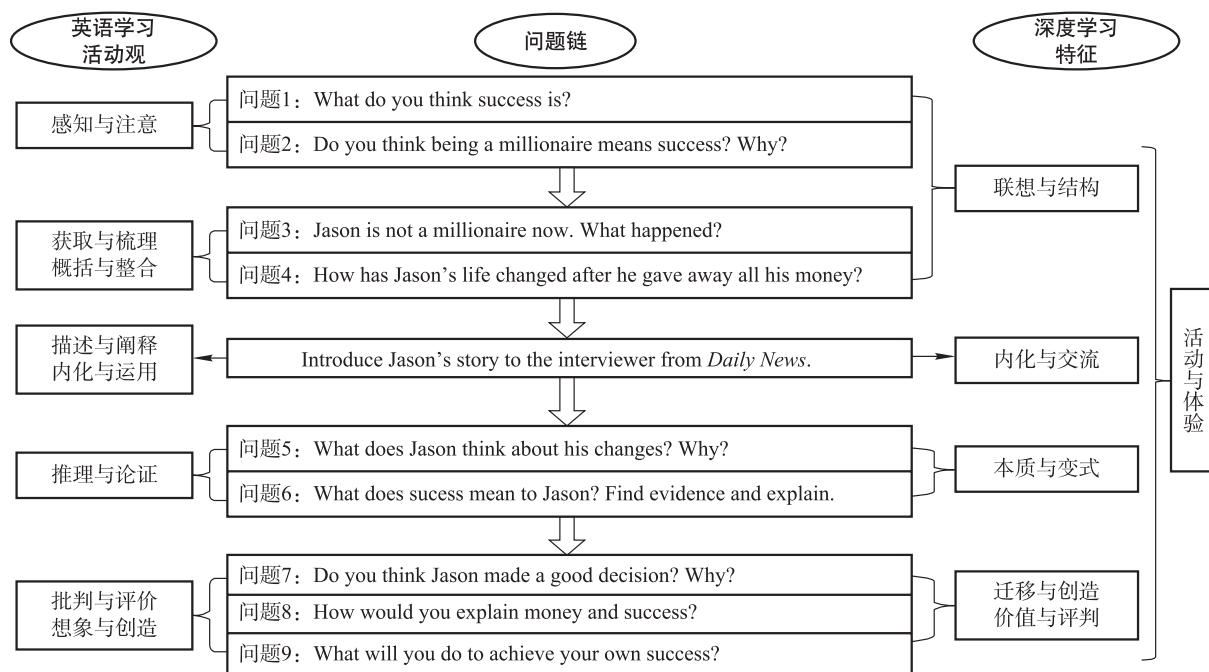 英语学习
活动观
问题链
深度学习
特征
感知与注意
问题1：What do you think success is?
问题2：Do you think being a millionaire means success? Why?
联想与结构
获取与梳理
概括与整合
问题3：Jason is not a millionaire now. What happened?
问题4：How has Jason's life changed after he gave away all his money?
描述与阐释
内化与运用
Introduce Jason's story to the interviewer from Daily News.
内化与交流
活动与体验
推理与论证
问题5：What does Jason think about his changes? Why?
问题6：What does sucess mean to Jason? Find evidence and explain.
本质与变式
批判与评价
想象与创造
问题7：Do you think Jason made a good decision? Why?
问题8：How would you explain money and success?
问题9：What will you do to achieve your own success?
迁移与创造
价值与评判